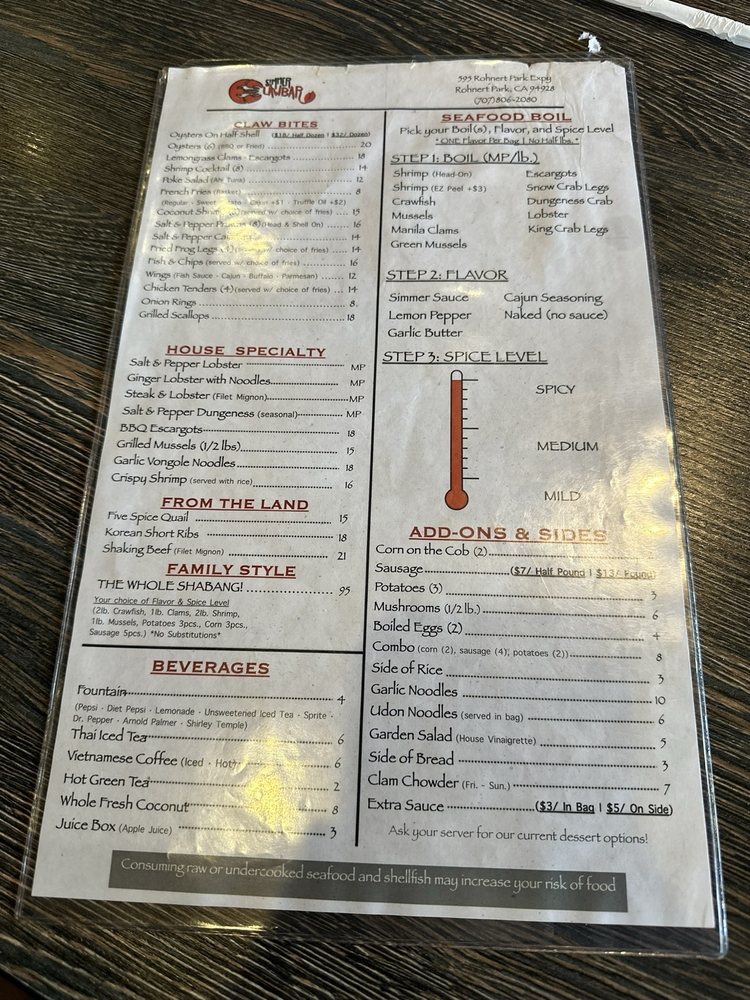 SIMMER
CLAWBAR
595 Rohnert Park Expy
Rohnert Park, CA 94928
(707)806-2080
CLAW BITES
Oysters On Half Shell ($18/ Half Dozen | $32/ Dozen)
Oysters (6) (BBQ or Fried) 20
Lemongrass Clams - Escargots 18
Shrimp Cocktail (8) 14
Poke Salad (Ahi Tuna) 12
French Fries (Basket) 8
(Regular - Sweet - Cajun +$1 - Truffle Oil +$2)
Coconut (served w/ choice of fries) 15
Salt & Pepper (8)(Head & Shell On) 16
Salt & Pepper 14
Fried Frog Legs choice of fries) 14
Fish & Chips (served w/ choice of fries) 16
Wings (Fish Sauce - Cajun - Buffalo - Parmesan) 12
Chicken Tenders (4)(served w/ choice of fries) 14
Onion Rings 8
Grilled Scallops 18
HOUSE SPECIALTY
Salt & Pepper Lobster MP
Ginger Lobster with Noodles MP
Steak & Lobster (Filet Mignon) MP
Salt & Pepper Dungeness (seasonal) MP
BBQ Escargots 18
Grilled Mussels (1/2 lbs) 15
Garlic Vongole Noodles 18
Crispy Shrimp (served with rice) 16
FROM THE LAND
Five Spice Quail 15
Korean Short Ribs 18
Shaking Beef (Filet Mignon) 21
FAMILY STYLE
THE WHOLE SHABANG! 95
Your choice of Flavor & Spice Level
(2lb. Crawfish, 1lb. Clams, 2lb. Shrimp,
1lb. Mussels, Potatoes 3pcs., Corn 3pcs.,
Sausage 5pcs.) *No Substitutions*
BEVERAGES
Fountain 4
(Pepsi - Diet Pepsi - Lemonade - Unsweetened Iced Tea - Sprite -
Dr. Pepper - Arnold Palmer - Shirley Temple)
Thai Iced Tea 6
Vietnamese Coffee (Iced - Hot) 6
Hot Green Tea 2
Whole Fresh Coconut 8
Juice Box (Apple Juice) 3
SEAFOOD BOIL
Pick your Boil(s), Flavor, and Spice Level
* ONE Flavor Per Bag | No Half lbs. *
STEP 1: BOIL (MP/lb.)
Shrimp (Head-On) Escargots
Shrimp (EZ Peel +$3) Snow Crab Legs
Crawfish Dungeness Crab
Mussels Lobster
Manila Clams King Crab Legs
Green Mussels
STEP 2: FLAVOR
Simmer Sauce Cajun Seasoning
Lemon Pepper Naked (no sauce)
Garlic Butter
STEP 3: SPICE LEVEL
SPICY
MEDIUM
MILD
ADD-ONS & SIDES
Corn on the Cob (2)
Sausage ($7/ Half Pound | $13/ Pound)
Potatoes (3) 3
Mushrooms (1/2 lb.) 6
Boiled Eggs (2) 4
Combo (corn (2), sausage (4), potatoes (2)) 8
Side of Rice 3
Garlic Noodles 10
Udon Noodles (served in bag) 6
Garden Salad (House Vinaigrette) 5
Side of Bread 3
Clam Chowder (Fri. - Sun.) 7
Extra Sauce ($3/ In Bag | $5/ On Side)
Ask your server for our current dessert options!
Consuming raw or undercooked seafood and shellfish may increase your risk of food